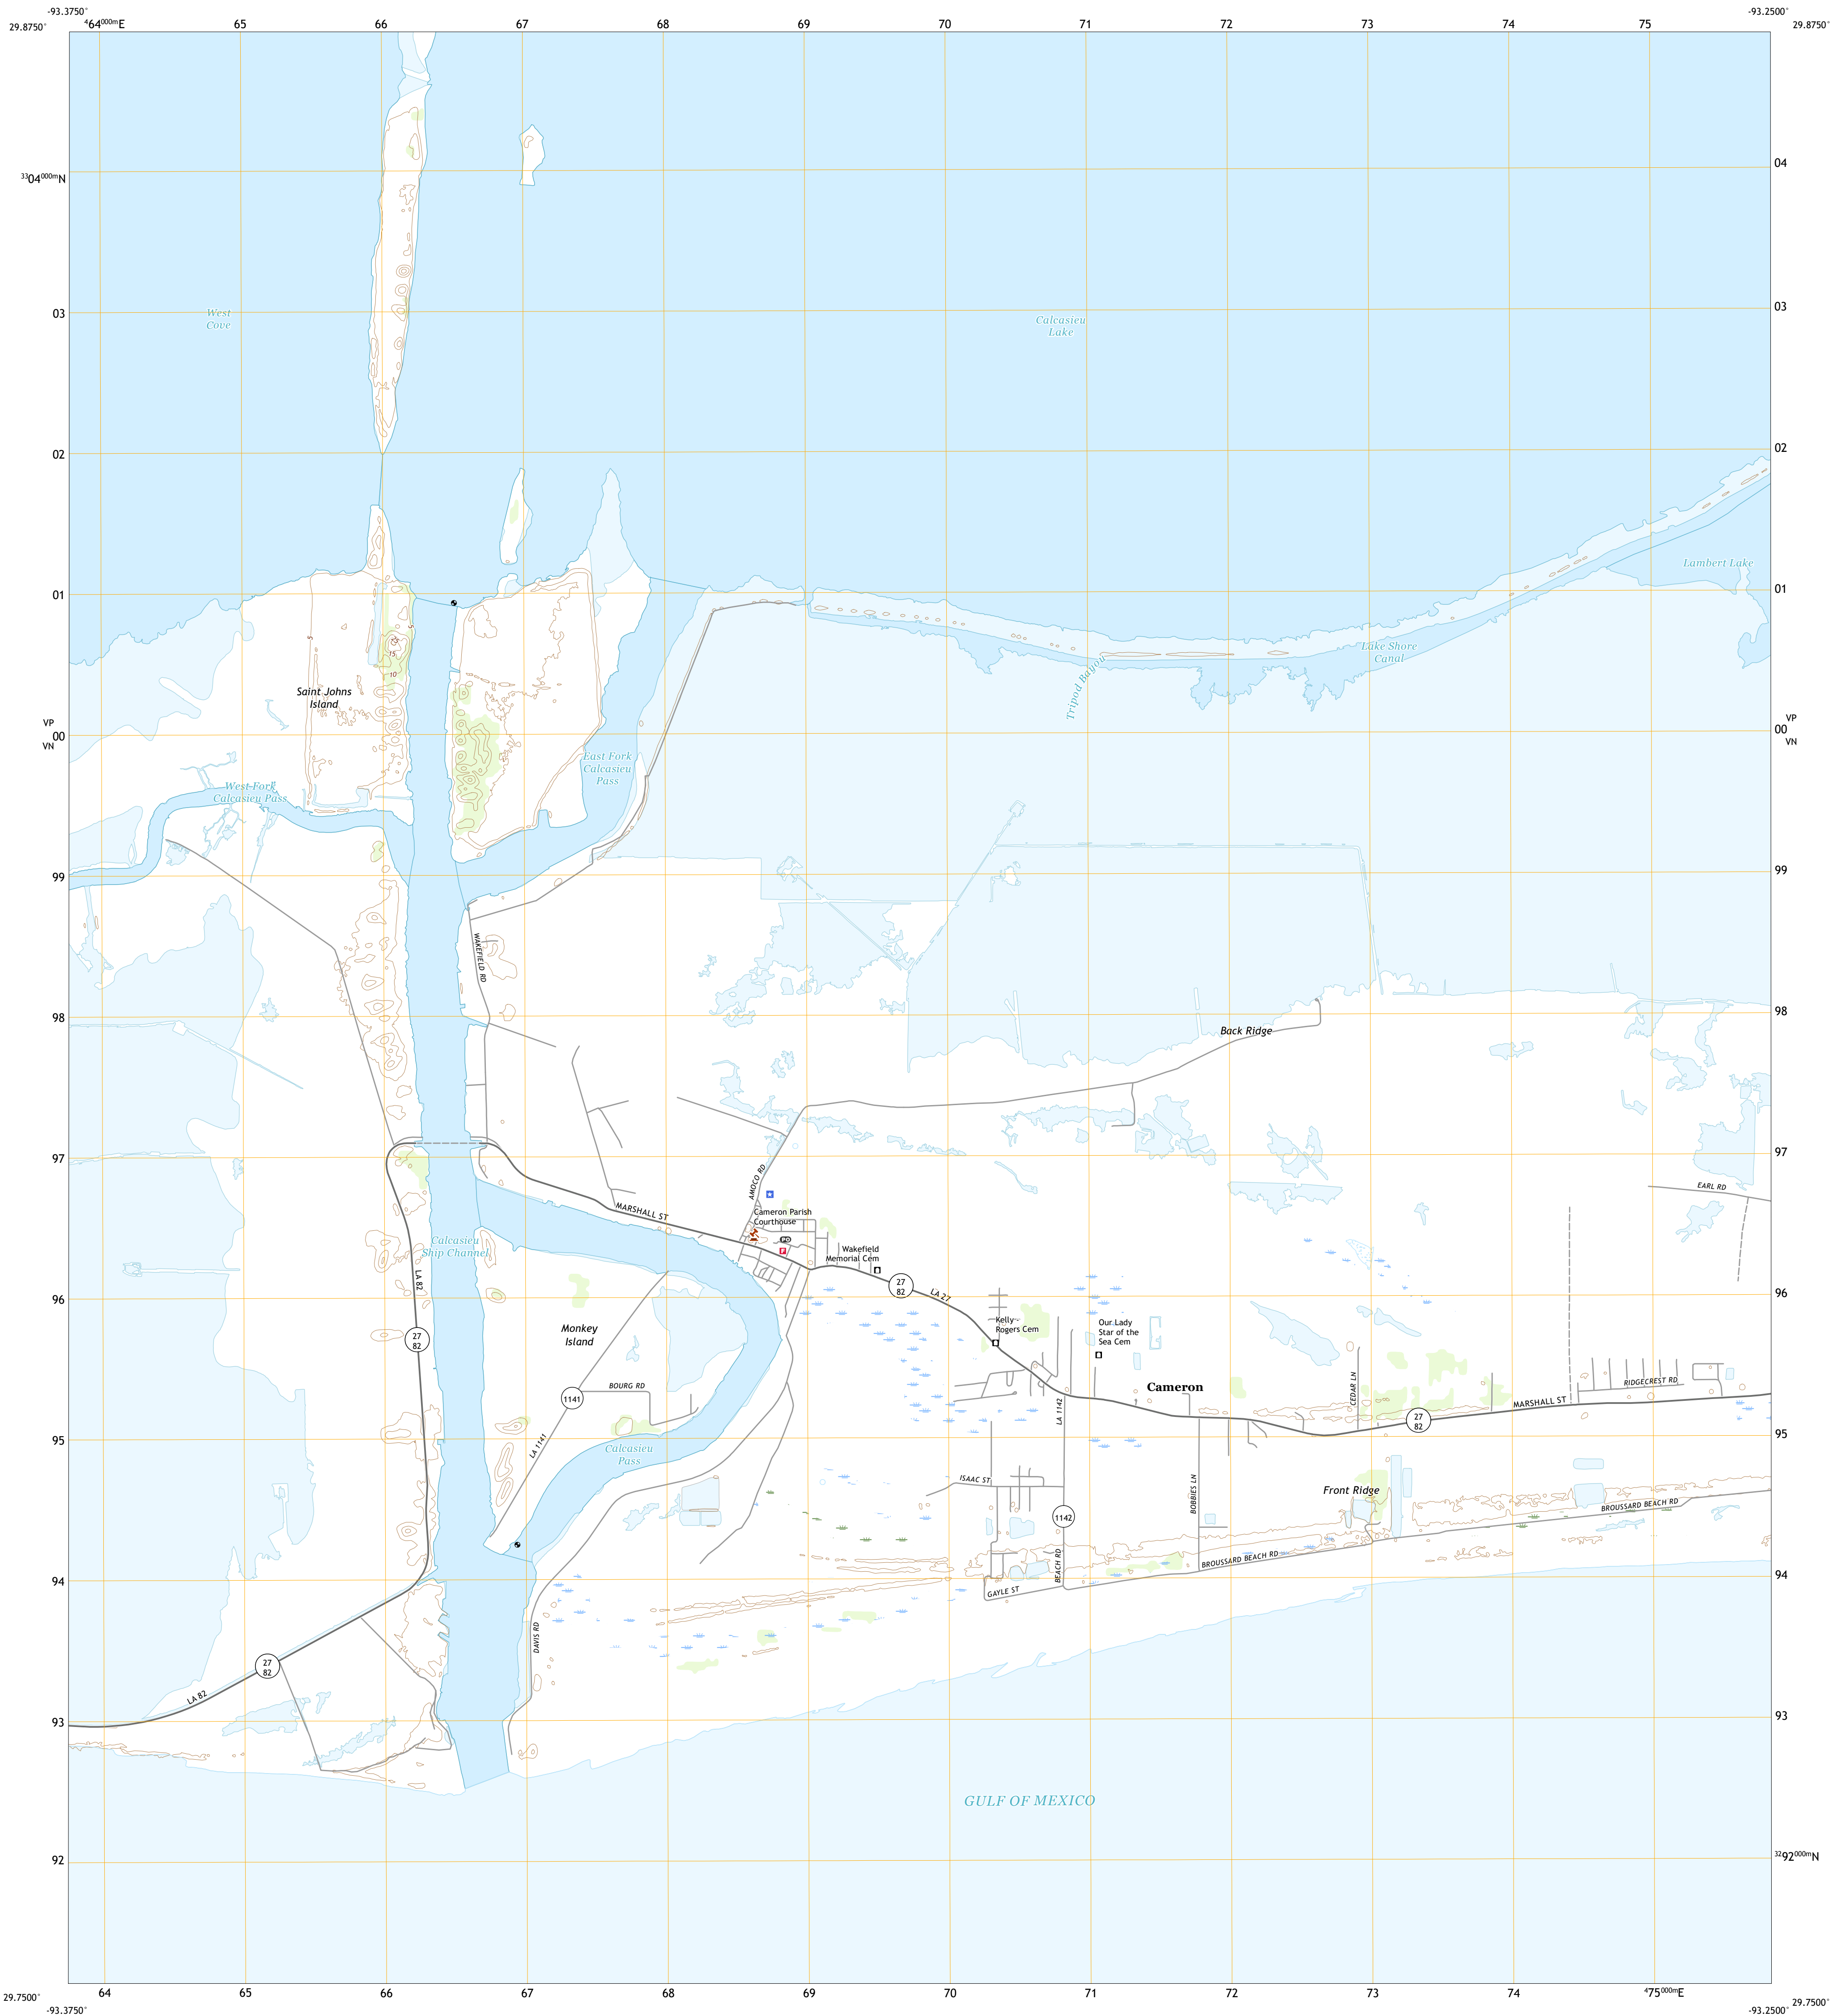 -93.3750°
-93.2500°
29.8750°
29.8750°
464000mE
65
66
67
68
69
70
71
72
73
74
75
3304000mN
04
03
03
West
Cove
Calcasieu
Lake
02
02
Lambert Lake
01
01
5
5
25
15
10
Lake Shore
Canal
Tripod Bayou
Saint Johns
Island
VP
00
VN
VP
00
VN
East Fork
Calcasieu
Pass
West Fork
Calcasieu Pass
99
99
WAKEFIELD RD
98
98
Back Ridge
97
97
AMOCO RD
EARL RD
MARSHALL ST
Cameron Parish
Courthouse
PO
F
Calcasieu
Ship Channel
Wakefield
Memorial Cem
27
82
LA 27
LA 82
96
96
Kelly
Rogers Cem
Our Lady
Star of the
Sea Cem
Monkey
Island
27
82
BOURG RD
1141
Cameron
CEDAR LN
RIDGECREST RD
MARSHALL ST
LA 1142
27
82
95
95
LA 1141
Calcasieu
Pass
ISAAC ST
BOBBIES LN
Front Ridge
BROUSSARD BEACH RD
1142
BEACH RD
BROUSSARD BEACH RD
94
94
GAYLE ST
DAVIS RD
27
82
LA 82
93
93
GULF OF MEXICO
92
3292000mN
64
65
66
67
68
69
70
71
72
73
74
475000mE
29.7500°
29.7500°
-93.3750°
-93.2500°